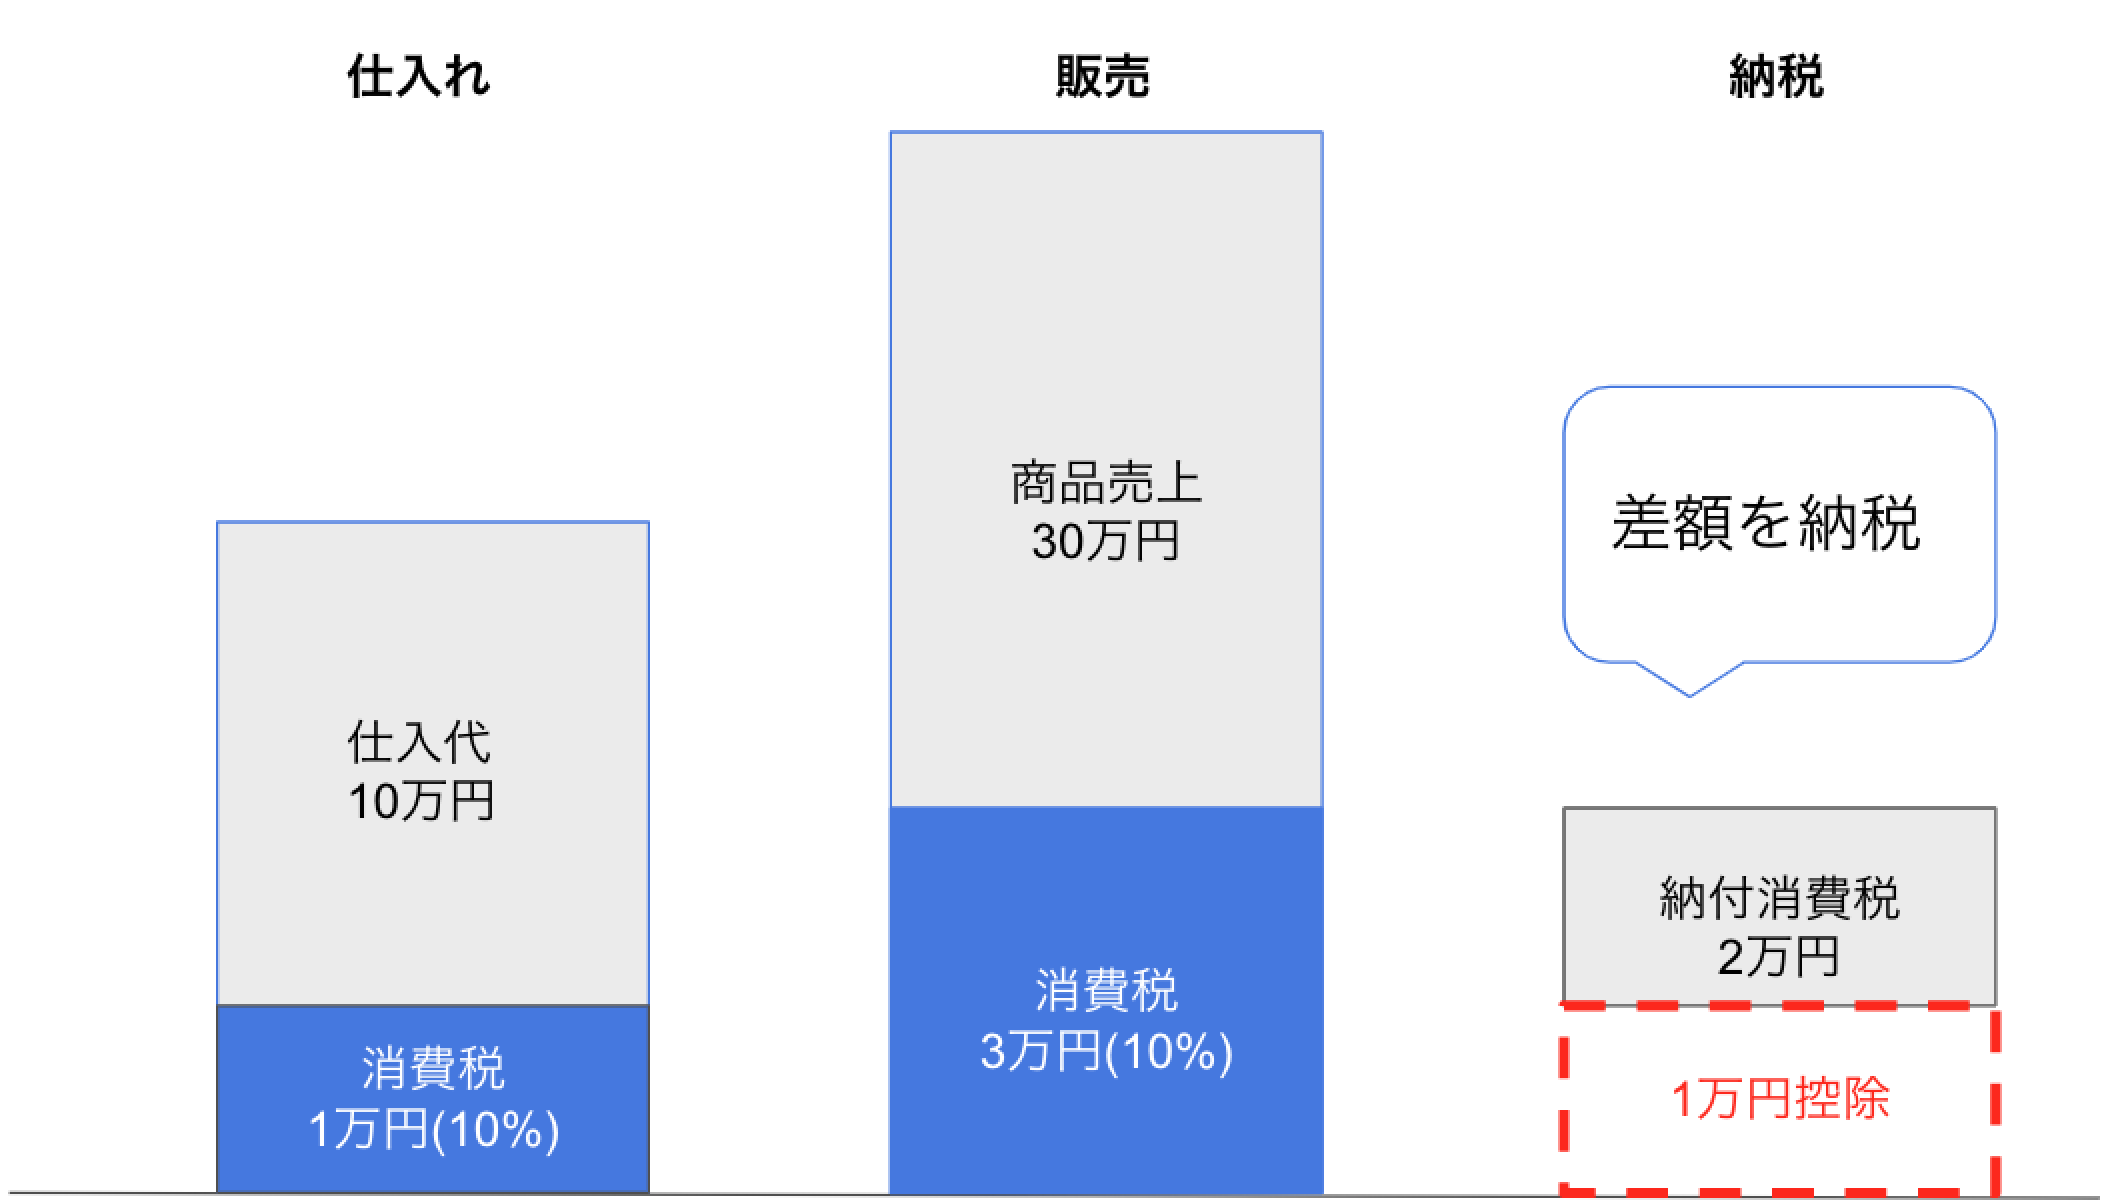 仕入れ
販売
納税
仕入代
10万円
消費税
1万円(10%)
商品売上
30万円
消費税
3万円(10%)
差額を納税
納付消費税
2万円
1万円控除